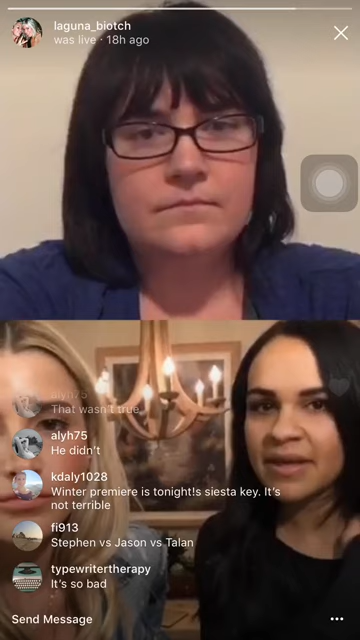 laguna_biotch
was live · 18h ago
alyh75
That wasn't true
alyh75
He didn't
kdaly1028
Winter premiere is tonight!s siesta key. It's
not terrible
fi913
Stephen vs Jason vs Talan
typewritertherapy
It's so bad
Send Message